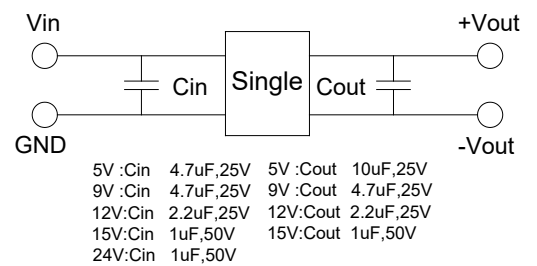 Vin +Vout
Cin Single Cout
GND -Vout
5V :Cin 4.7uF,25V 5V :Cout 10uF,25V
9V :Cin 4.7uF,25V 9V :Cout 4.7uF,25V
12V:Cin 2.2uF,25V 12V:Cout 2.2uF,25V
15V:Cin 1uF,50V 15V:Cout 1uF,50V
24V:Cin 1uF,50V